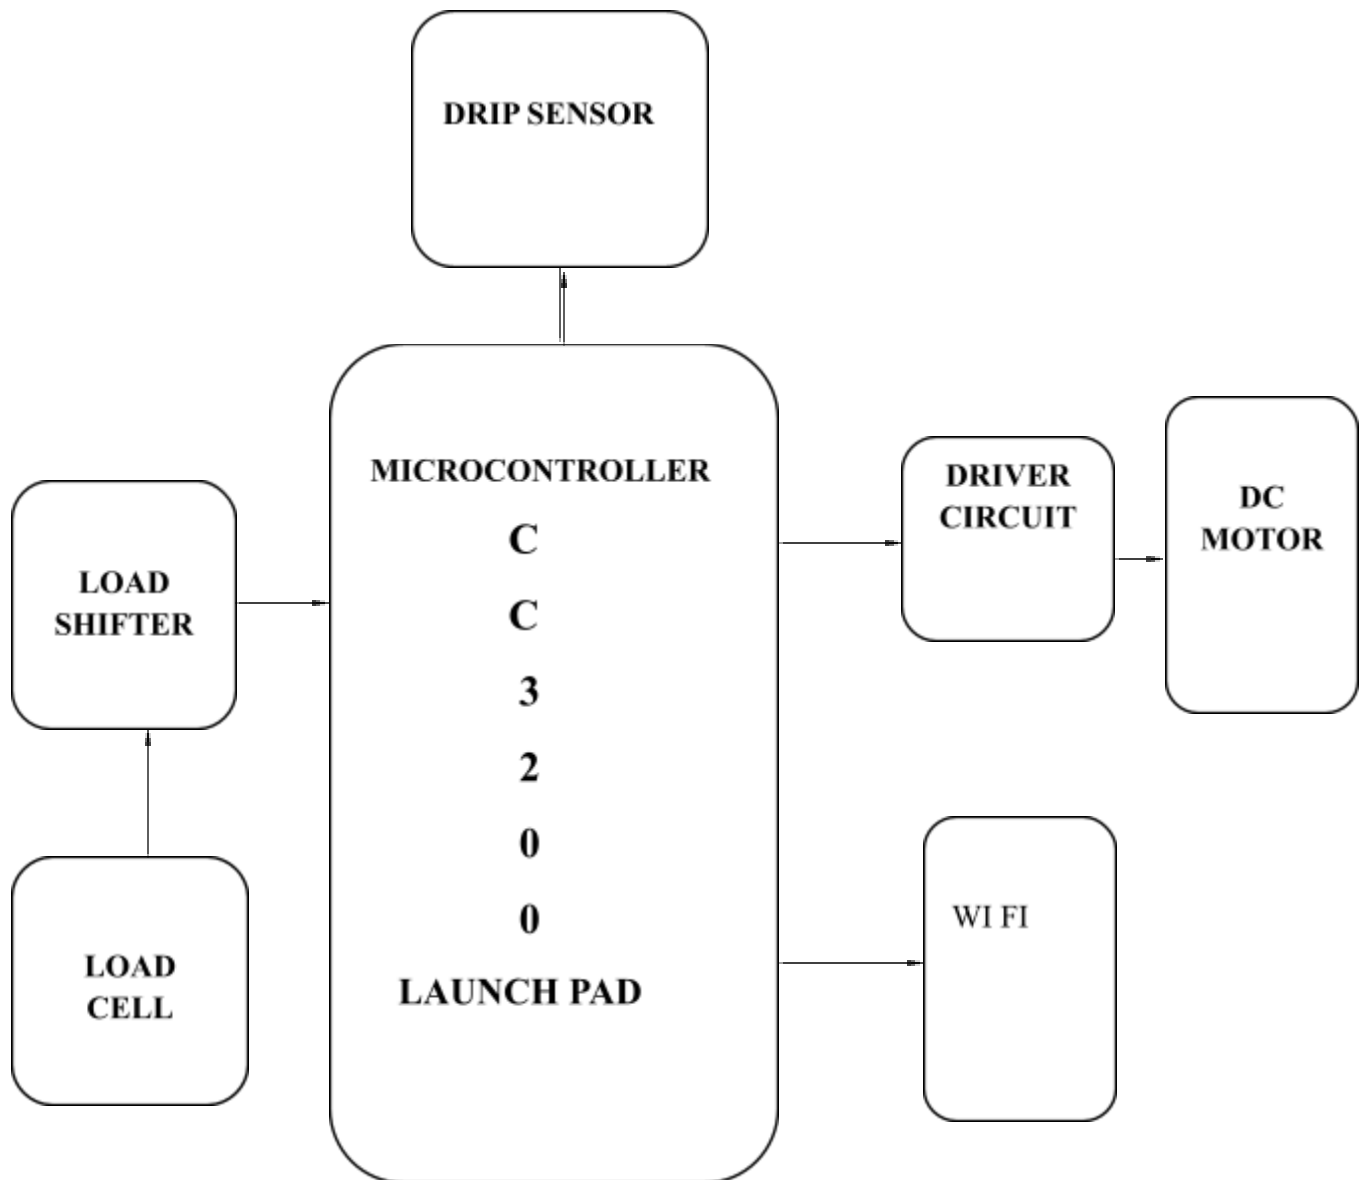 DRIP SENSOR
MICROCONTROLLER
C
C
3
2
0
0
LAUNCH PAD
LOAD
SHIFTER
LOAD
CELL
DRIVER
CIRCUIT
DC
MOTOR
WI FI